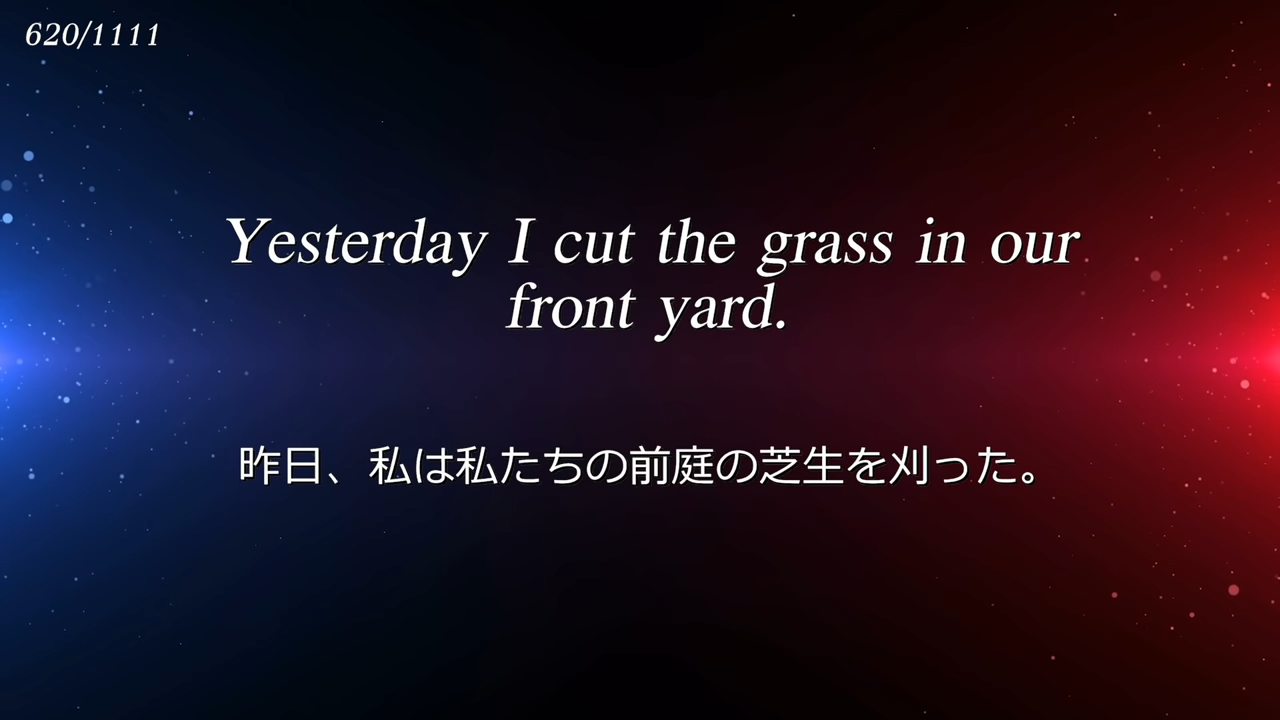 620/1111
Yesterday I cut the grass in our
front yard.
昨日、私は私たちの前庭の芝生を刈った。